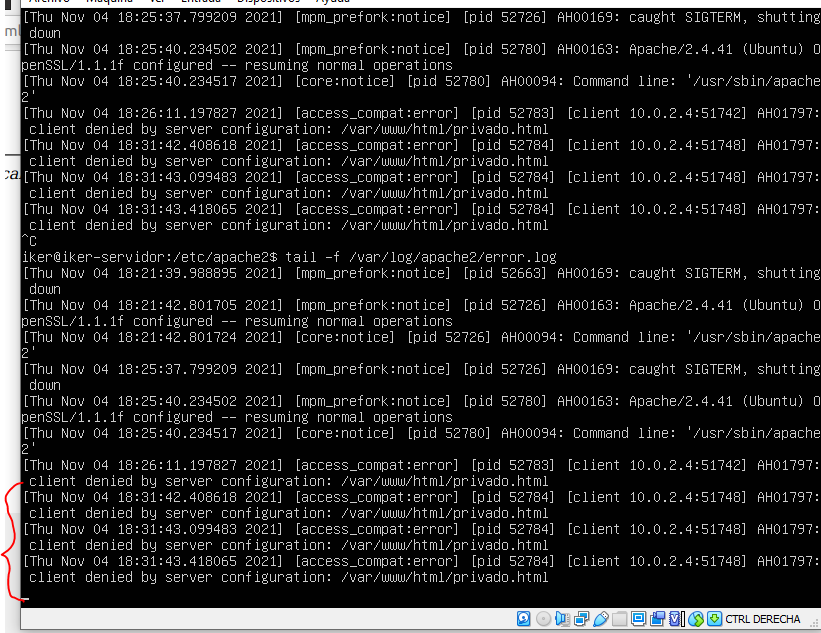 Archivo Máquina Ver Entrada Dispositivos Ayuda
[Thu Nov 04 18:25:37.799209 2021] [mpm_prefork:notice] [pid 52726] AH00169: caught SIGTERM, shutting
down
[Thu Nov 04 18:25:40.234502 2021] [mpm_prefork:notice] [pid 52780] AH00163: Apache/2.4.41 (Ubuntu) O
penSSL/1.1.1f configured -- resuming normal operations
[Thu Nov 04 18:25:40.234517 2021] [core:notice] [pid 52780] AH00094: Command line: '/usr/sbin/apache
2'
[Thu Nov 04 18:26:11.197827 2021] [access_compat:error] [pid 52783] [client 10.0.2.4:51742] AH01797:
client denied by server configuration: /var/www/html/privado.html
[Thu Nov 04 18:31:42.408618 2021] [access_compat:error] [pid 52784] [client 10.0.2.4:51748] AH01797:
client denied by server configuration: /var/www/html/privado.html
[Thu Nov 04 18:31:43.099483 2021] [access_compat:error] [pid 52784] [client 10.0.2.4:51748] AH01797:
client denied by server configuration: /var/www/html/privado.html
[Thu Nov 04 18:31:43.418065 2021] [access_compat:error] [pid 52784] [client 10.0.2.4:51748] AH01797:
client denied by server configuration: /var/www/html/privado.html
^C
iker@iker-servidor:/etc/apache2$ tail -f /var/log/apache2/error.log
[Thu Nov 04 18:21:39.988895 2021] [mpm_prefork:notice] [pid 52663] AH00169: caught SIGTERM, shutting
down
[Thu Nov 04 18:21:42.801705 2021] [mpm_prefork:notice] [pid 52726] AH00163: Apache/2.4.41 (Ubuntu) O
penSSL/1.1.1f configured -- resuming normal operations
[Thu Nov 04 18:21:42.801724 2021] [core:notice] [pid 52726] AH00094: Command line: '/usr/sbin/apache
2'
[Thu Nov 04 18:25:37.799209 2021] [mpm_prefork:notice] [pid 52726] AH00169: caught SIGTERM, shutting
down
[Thu Nov 04 18:25:40.234502 2021] [mpm_prefork:notice] [pid 52780] AH00163: Apache/2.4.41 (Ubuntu) O
penSSL/1.1.1f configured -- resuming normal operations
[Thu Nov 04 18:25:40.234517 2021] [core:notice] [pid 52780] AH00094: Command line: '/usr/sbin/apache
2'
[Thu Nov 04 18:26:11.197827 2021] [access_compat:error] [pid 52783] [client 10.0.2.4:51742] AH01797:
client denied by server configuration: /var/www/html/privado.html
[Thu Nov 04 18:31:42.408618 2021] [access_compat:error] [pid 52784] [client 10.0.2.4:51748] AH01797:
client denied by server configuration: /var/www/html/privado.html
[Thu Nov 04 18:31:43.099483 2021] [access_compat:error] [pid 52784] [client 10.0.2.4:51748] AH01797:
client denied by server configuration: /var/www/html/privado.html
[Thu Nov 04 18:31:43.418065 2021] [access_compat:error] [pid 52784] [client 10.0.2.4:51748] AH01797:
client denied by server configuration: /var/www/html/privado.html
CTRL DERECHA